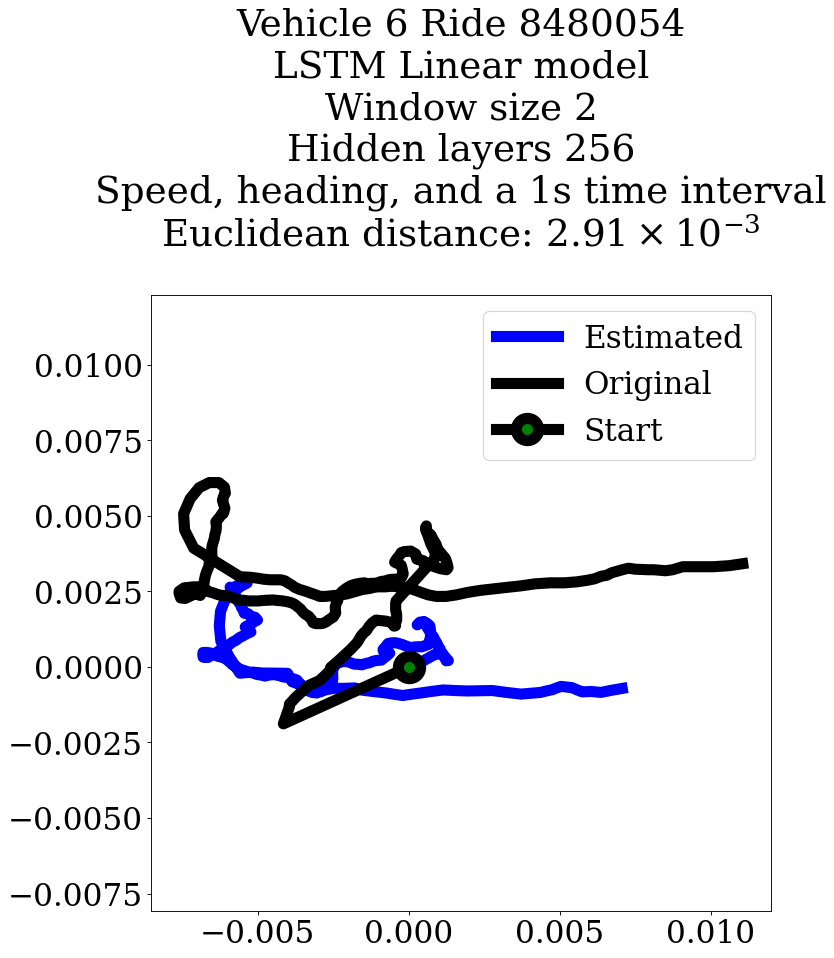 Vehicle 6 Ride 8480054
LSTM Linear model
Window size 2
Hidden layers 256
Speed, heading, and a 1s time interval
Euclidean distance: 2.91 × 10⁻³
Estimated
Original
Start
0.0100
0.0075
0.0050
0.0025
0.0000
−0.0025
−0.0050
−0.0075
−0.005 0.000 0.005 0.010